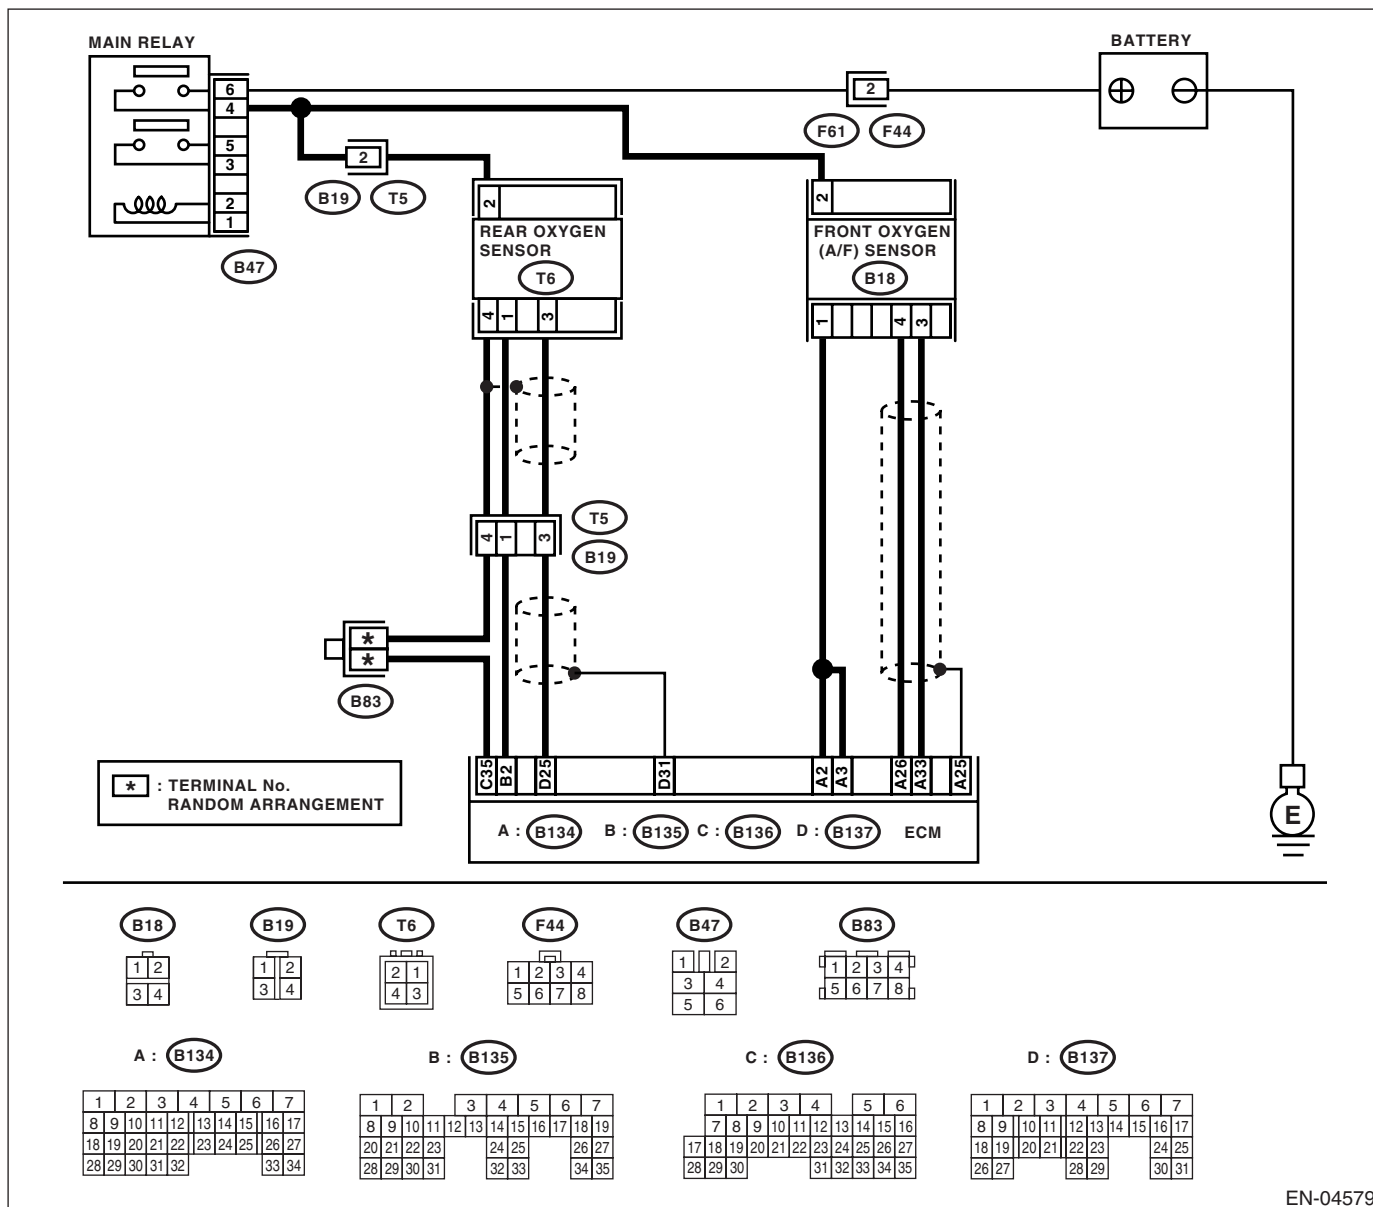 MAIN RELAY
BATTERY
6
4
5
3
2
1
B47
2
B19 T5
2
F61 F44
2
REAR OXYGEN
SENSOR
T6
4 1 3
2
FRONT OXYGEN
(A/F) SENSOR
B18
1 4 3
4 1 3
T5
B19
*
*
B83
* : TERMINAL No.
RANDOM ARRANGEMENT
C35 B2 D25 D31 A2 A3 A26 A33 A25
A : B134 B : B135 C : B136 D : B137 ECM
E
B18 B19 T6 F44 B47 B83
1 2
3 4
1 2
3 4
2 1
4 3
1 2 3 4
5 6 7 8
1 2
3 4
5 6
1 2 3 4
5 6 7 8
A : B134 B : B135 C : B136 D : B137
1 2 3 4 5 6 7
8 9 10 11 12 13 14 15 16 17
18 19 20 21 22 23 24 25 26 27
28 29 30 31 32 33 34
1 2 3 4 5 6 7
8 9 10 11 12 13 14 15 16 17 18 19
20 21 22 23 24 25 26 27
28 29 30 31 32 33 34 35
1 2 3 4 5 6
7 8 9 10 11 12 13 14 15 16
17 18 19 20 21 22 23 24 25 26 27
28 29 30 31 32 33 34 35
1 2 3 4 5 6 7
8 9 10 11 12 13 14 15 16 17
18 19 20 21 22 23 24 25
26 27 28 29 30 31
EN-04579